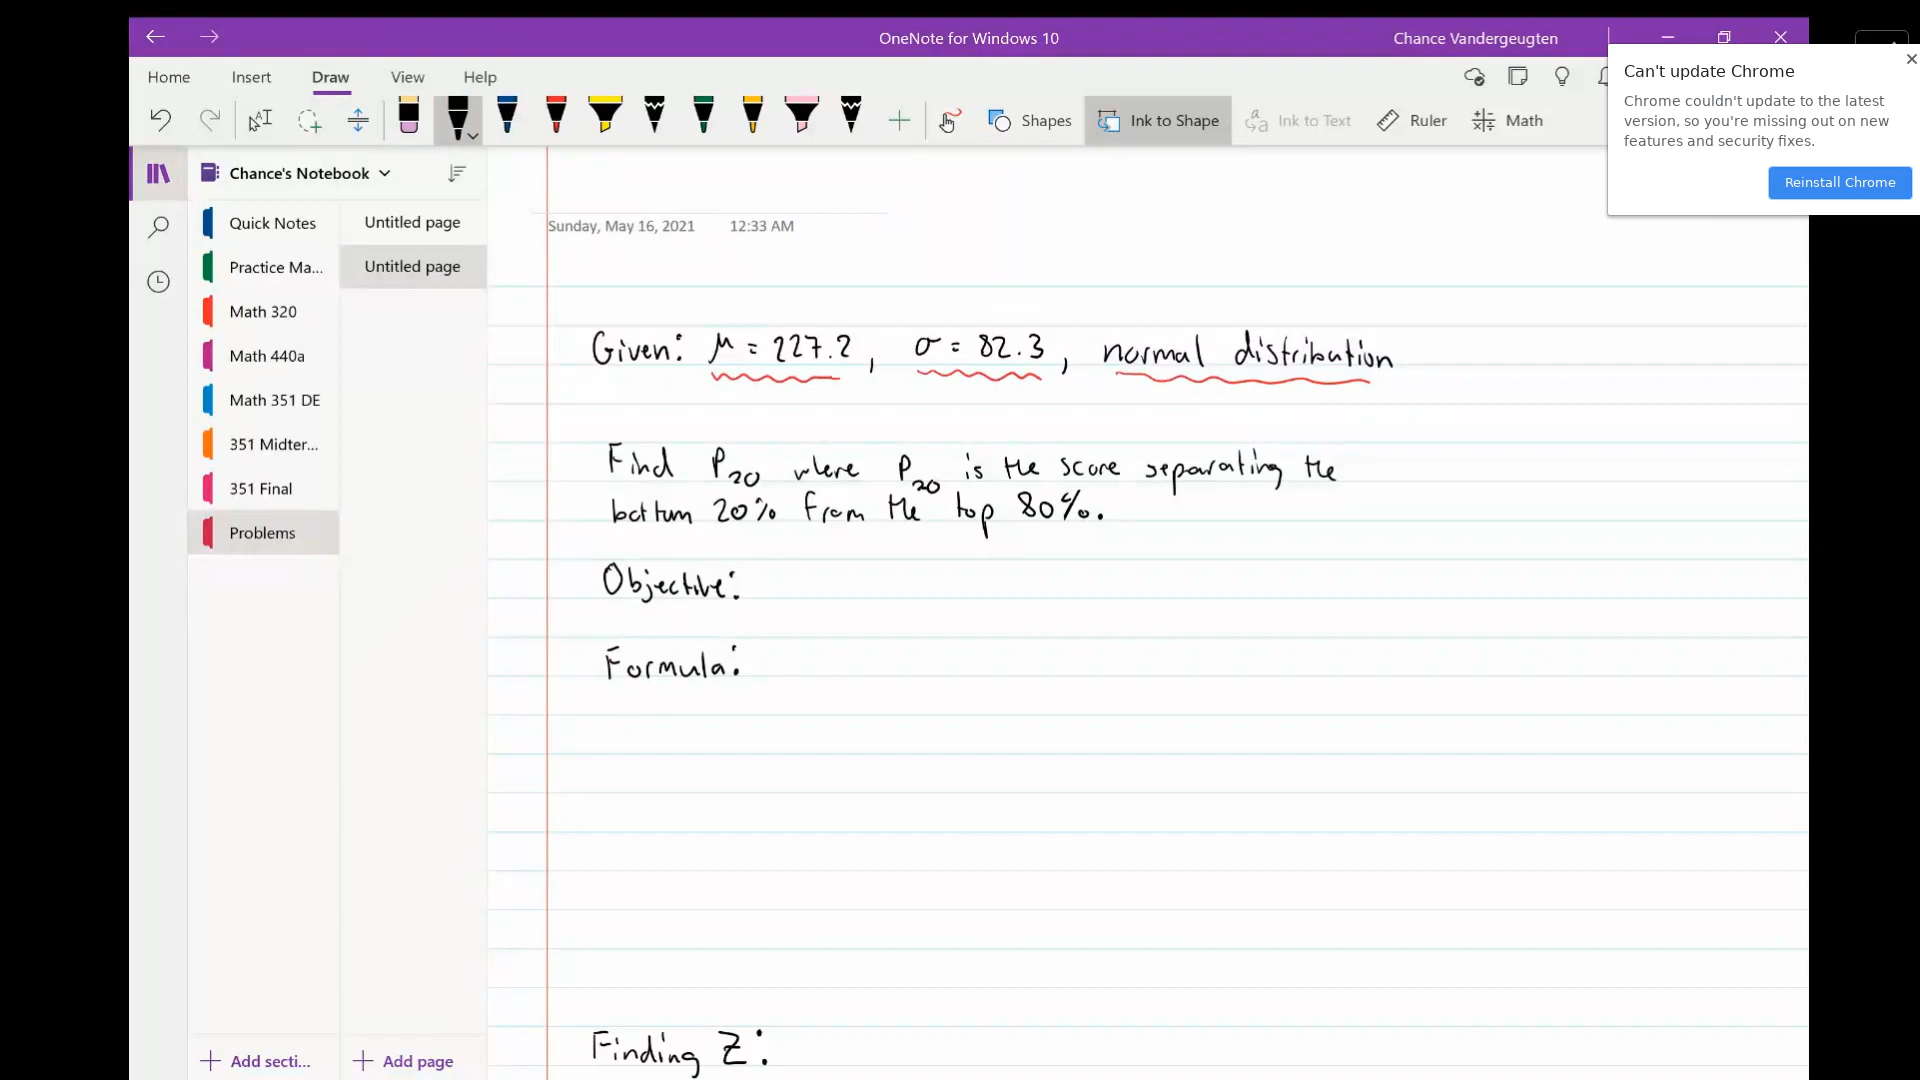 OneNote for Windows 10
Chance Vandergeugten
Can't update Chrome
Chrome couldn't update to the latest
version, so you're missing out on new
features and security fixes.
Reinstall Chrome
Home Insert Draw View Help
Shapes Ink to Shape Ink to Text Ruler Math
Chance's Notebook
Quick Notes
Practice Ma...
Math 320
Math 440a
Math 351 DE
351 Midter...
351 Final
Problems
Untitled page
Untitled page
Sunday, May 16, 2021 12:33 AM
Given: μ = 227.2, σ = 82.3, normal distribution
Find P₂₀ where P₂₀ is the score separating the
bottom 20% from the top 80%.
Objective:
Formula:
Finding Z:
Add secti...
Add page